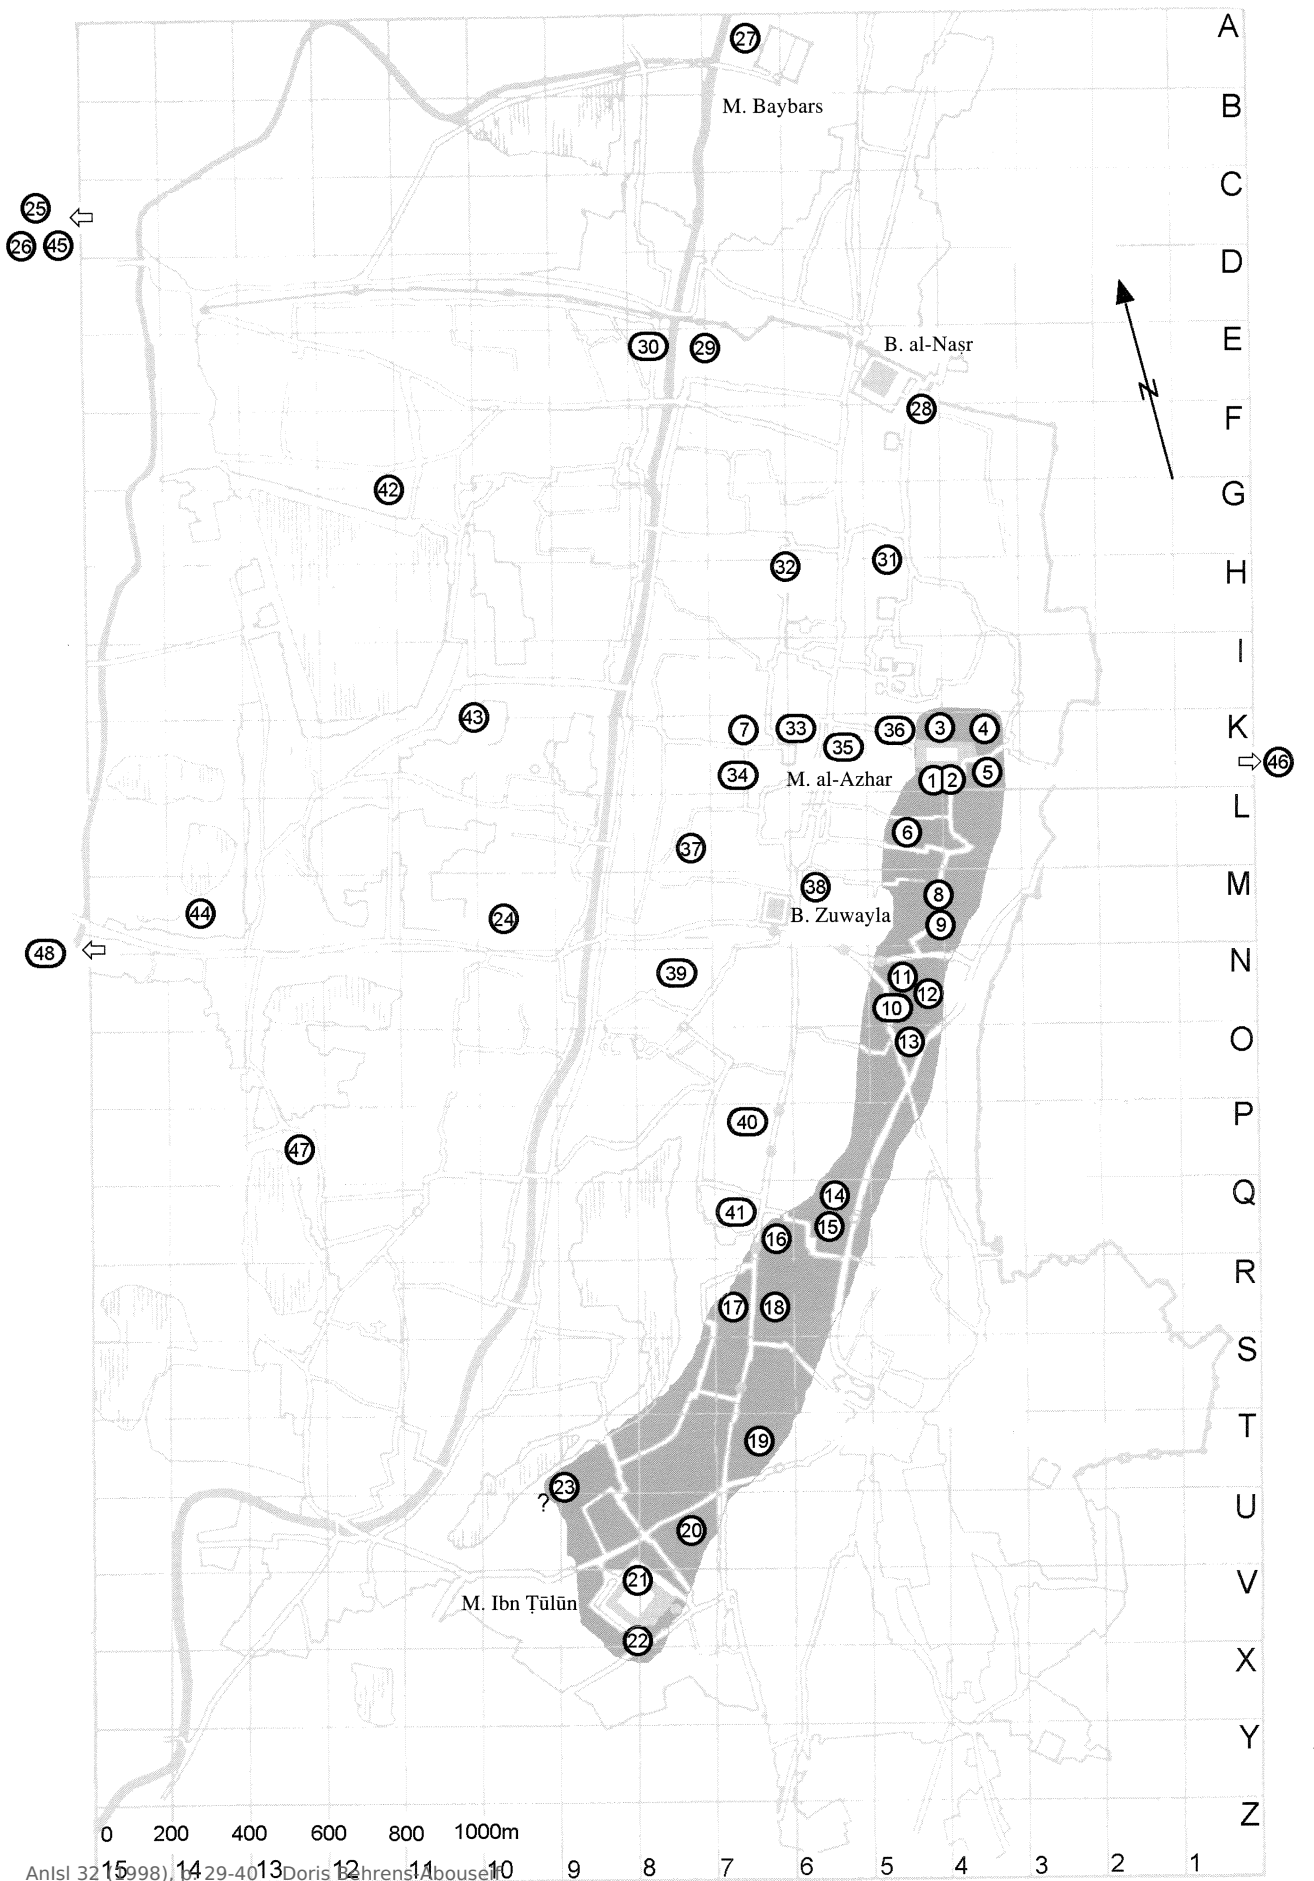 A
27
M. Baybars
B
C
25
26 45
D
E
30 29
B. al-Naṣr
28
F
N
42
G
32 31
H
I
43
7 33 36 3 4
K
35
46
34
M. al-Azhar
1 2 5
L
6
37
38
M
8
44 24
B. Zuwayla
9
48
N
39
11
12
10
13
O
P
40
47
Q
14
41
15
16
R
17 18
S
T
19
23
?
U
20
21
V
M. Ibn Ṭūlūn
22
X
Y
Z
0 200 400 600 800 1000m
15 14 13 12 11 10 9 8 7 6 5 4 3 2 1
AnIsl 32 (1998), p. 29-40 Doris Behrens-Abouseif